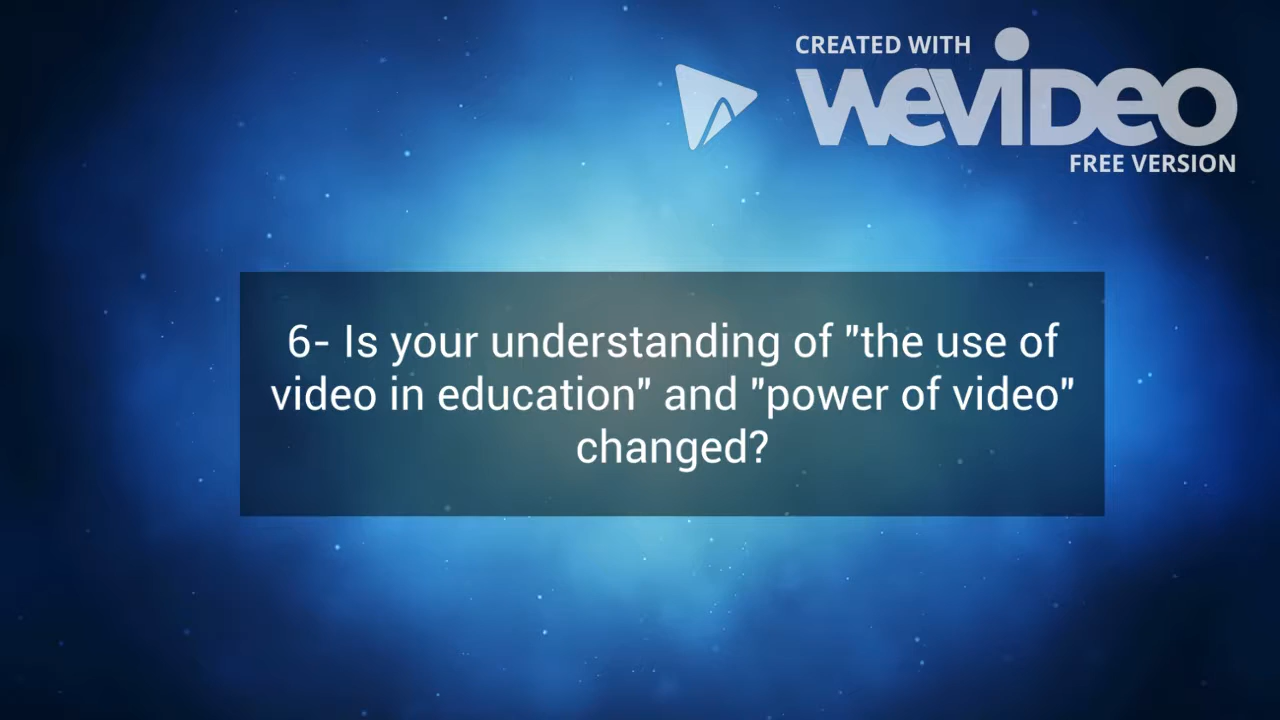 CREATED WITH
WEVIDEO
FREE VERSION
6- Is your understanding of "the use of
video in education" and "power of video"
changed?